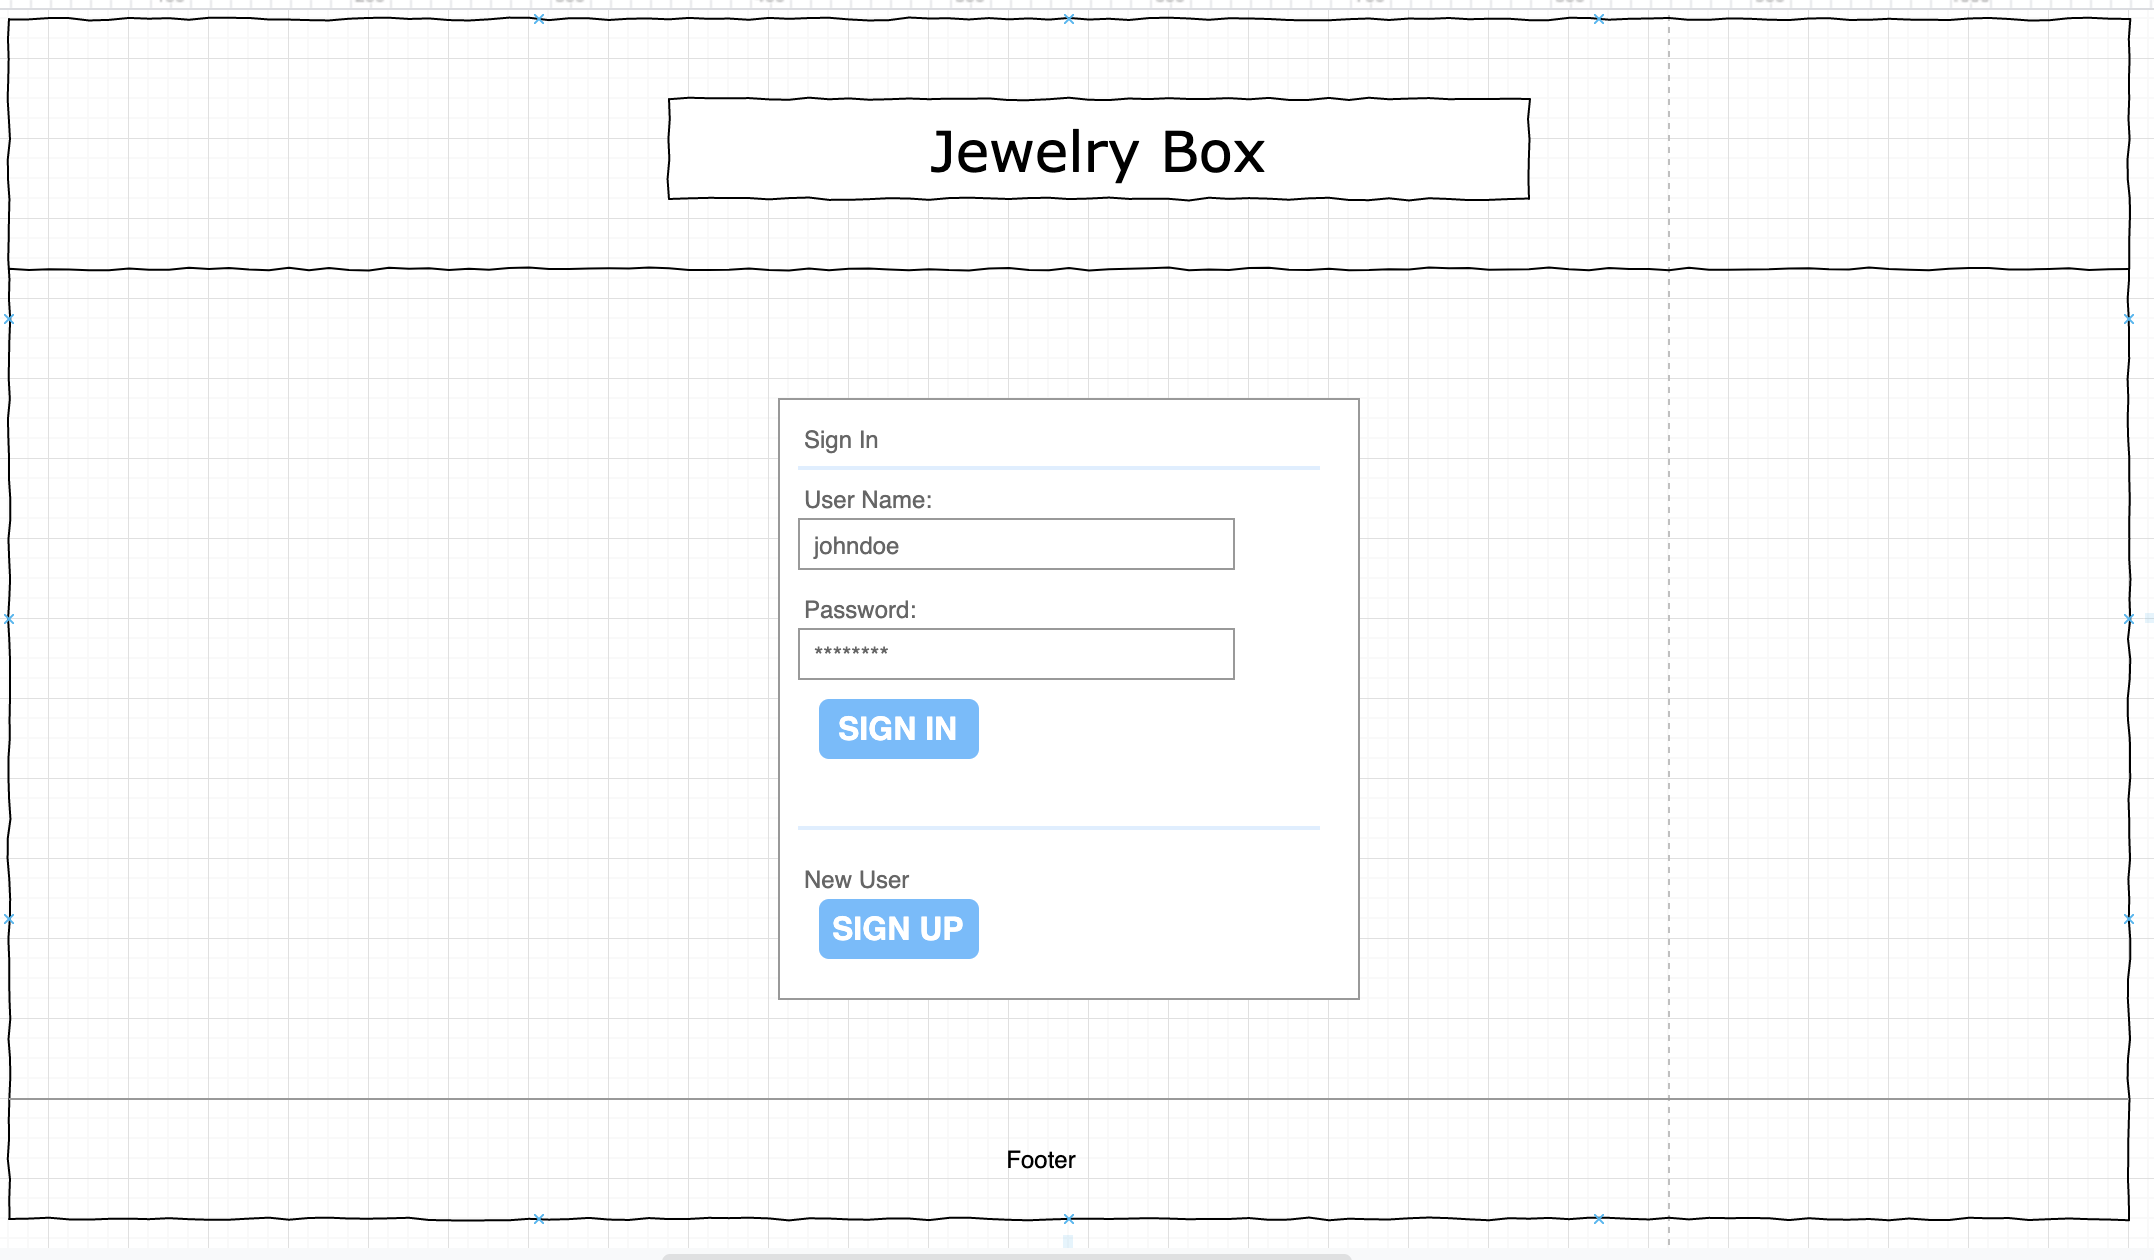 Jewelry Box
Sign In
User Name:
johndoe
Password:
********
SIGN IN
New User
SIGN UP
Footer